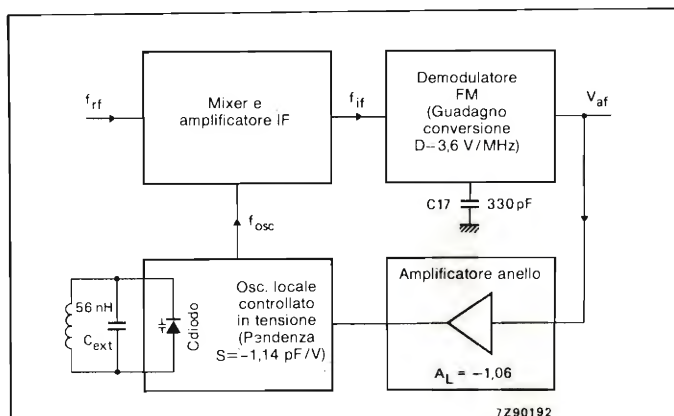 f_rf
Mixer e
amplificatore IF
f_if
Demodulatore
FM
(Guadagno
conversione
D–3,6 V/MHz)
V_af
C17
330 pF
f_osc
56 nH
C_ext
Cdiodo
Osc. locale
controllato
in tensione
(Pendenza
S=–1,14 pF/V)
Amplificatore anello
A_L = –1,06
7Z90192